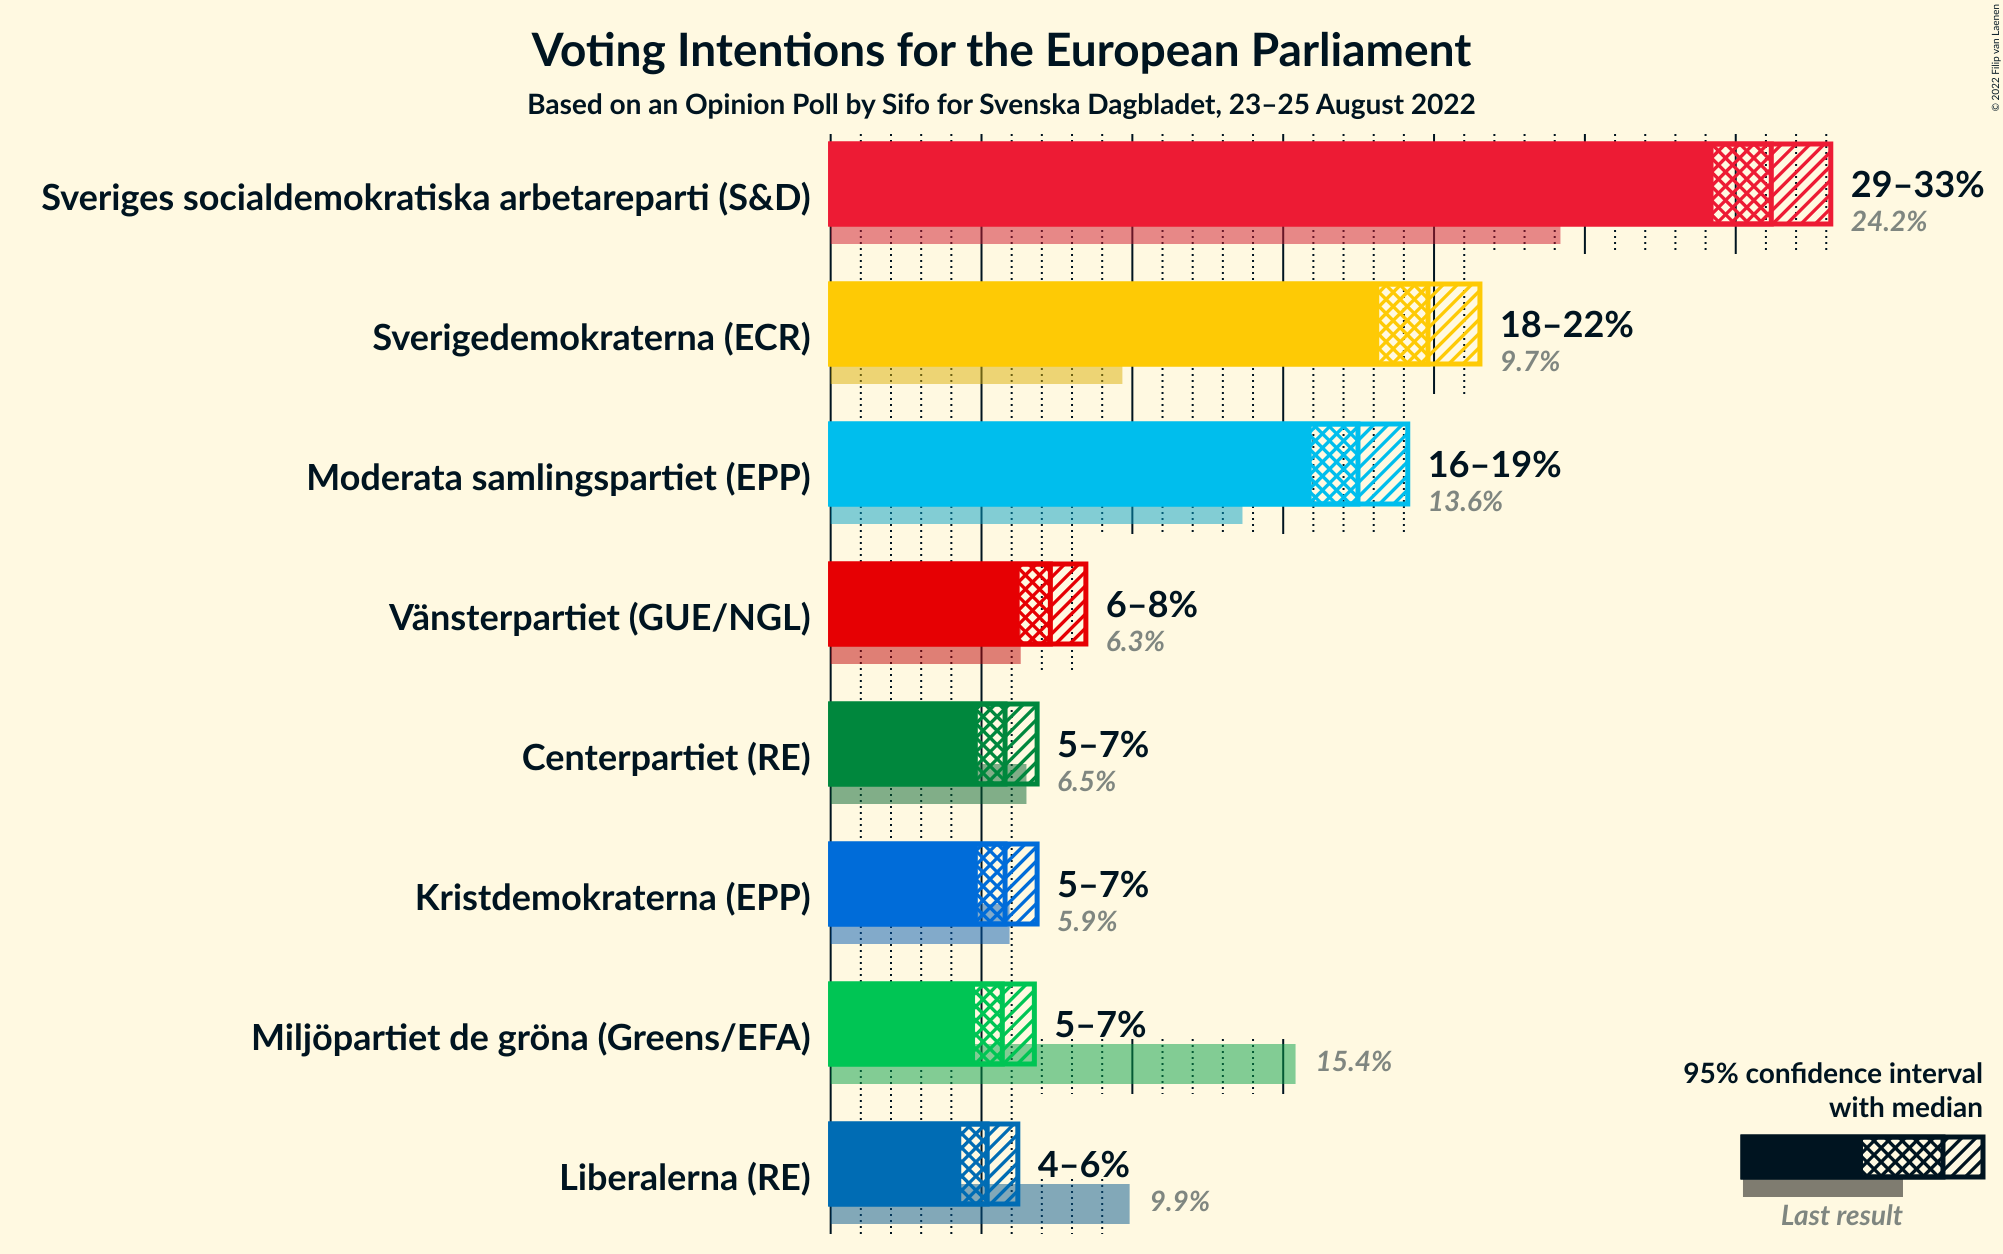 Voting Intentions for the European Parliament
Based on an Opinion Poll by Sifo for Svenska Dagbladet, 23–25 August 2022
© 2022 Filip van Laenen
Sveriges socialdemokratiska arbetareparti (S&D)
29–33%
24.2%
Sverigedemokraterna (ECR)
18–22%
9.7%
Moderata samlingspartiet (EPP)
16–19%
13.6%
Vänsterpartiet (GUE/NGL)
6–8%
6.3%
Centerpartiet (RE)
5–7%
6.5%
Kristdemokraterna (EPP)
5–7%
5.9%
Miljöpartiet de gröna (Greens/EFA)
5–7%
15.4%
Liberalerna (RE)
4–6%
9.9%
95% confidence interval
with median
Last result